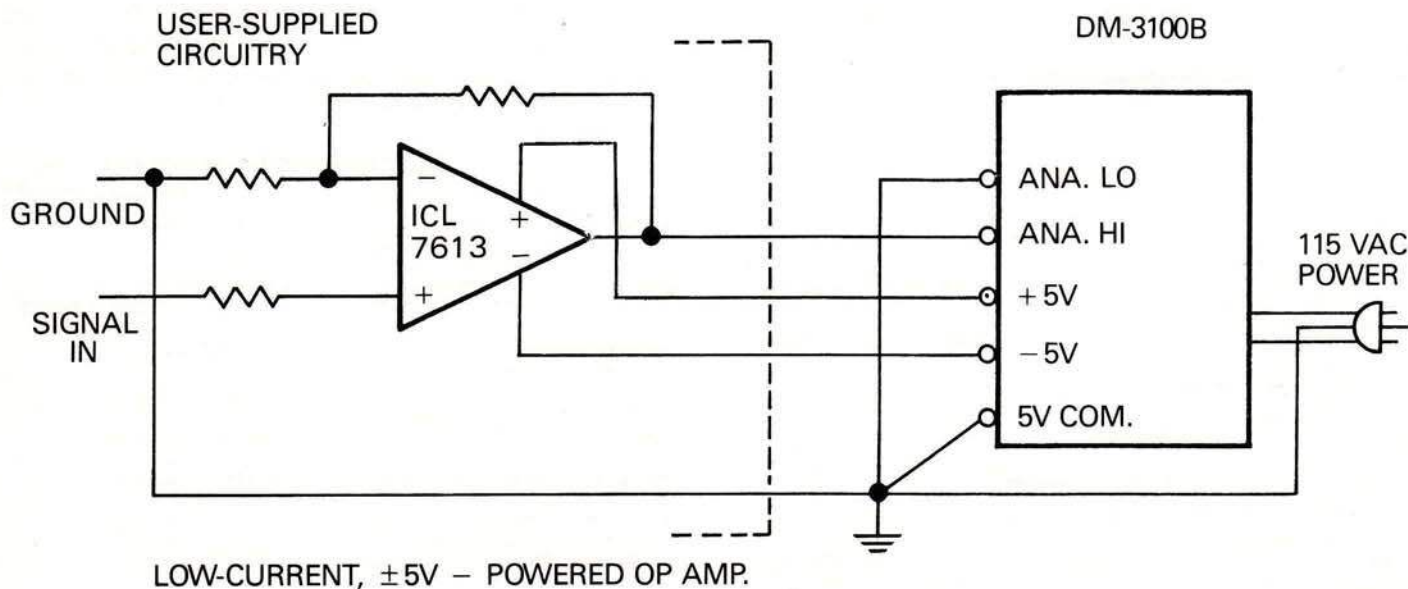 USER-SUPPLIED
CIRCUITRY
DM-3100B
−
ICL
7613
+
−
+
GROUND
SIGNAL
IN
ANA. LO
ANA. HI
+5V
−5V
5V COM.
115 VAC
POWER
LOW-CURRENT, ±5V − POWERED OP AMP.